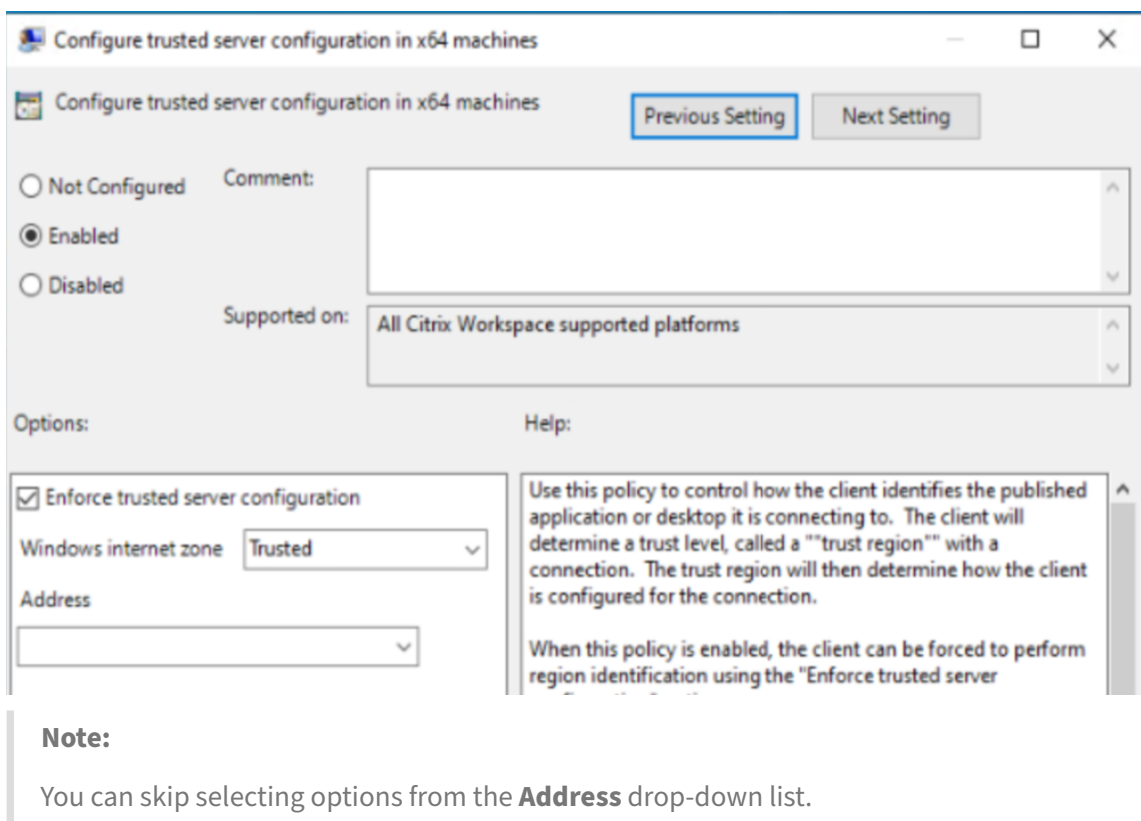 Configure trusted server configuration in x64 machines
Configure trusted server configuration in x64 machines
Previous Setting
Next Setting
Not Configured
Comment:
Enabled
Disabled
Supported on:
All Citrix Workspace supported platforms
Options:
Help:
Enforce trusted server configuration
Windows internet zone
Trusted
Address
Use this policy to control how the client identifies the published
application or desktop it is connecting to. The client will
determine a trust level, called a ""trust region"" with a
connection. The trust region will then determine how the client
is configured for the connection.
When this policy is enabled, the client can be forced to perform
region identification using the "Enforce trusted server
Note:
You can skip selecting options from the Address drop-down list.